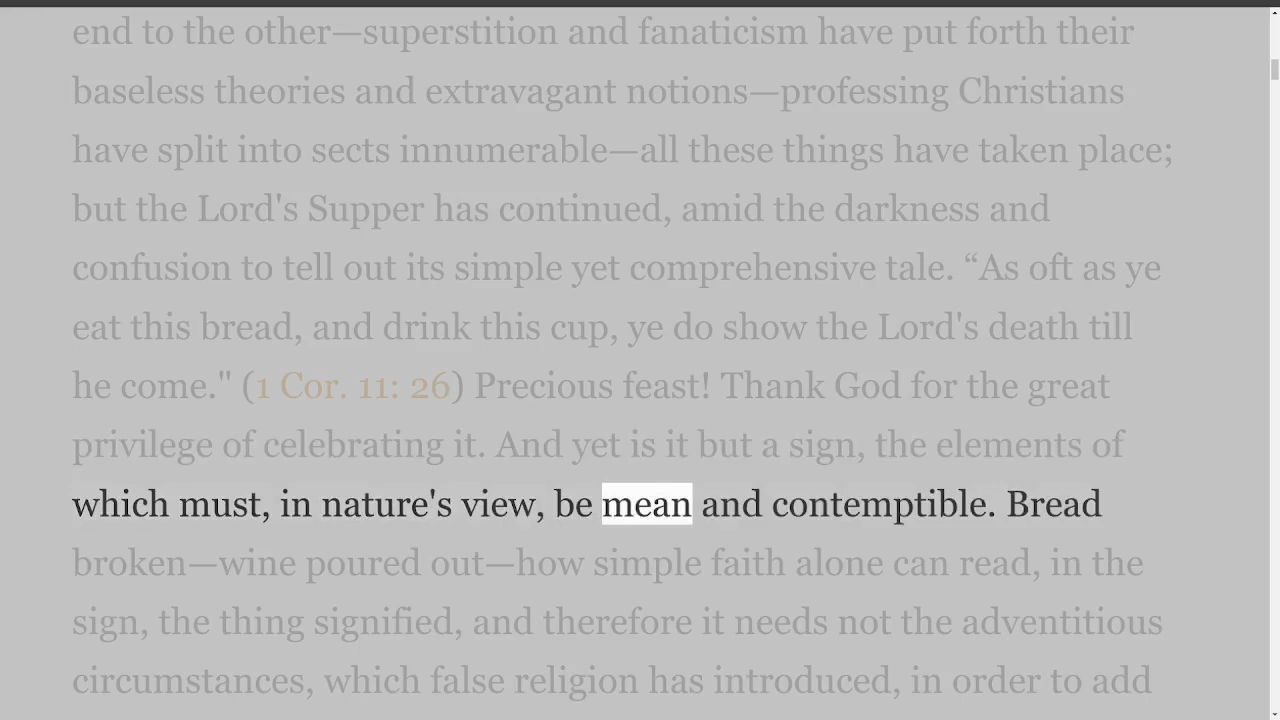 end to the other—superstition and fanaticism have put forth their
baseless theories and extravagant notions—professing Christians
have split into sects innumerable—all these things have taken place;
but the Lord's Supper has continued, amid the darkness and
confusion to tell out its simple yet comprehensive tale. “As oft as ye
eat this bread, and drink this cup, ye do show the Lord's death till
he come." (1 Cor. 11: 26) Precious feast! Thank God for the great
privilege of celebrating it. And yet is it but a sign, the elements of
which must, in nature's view, be mean and contemptible. Bread
broken—wine poured out—how simple faith alone can read, in the
sign, the thing signified, and therefore it needs not the adventitious
circumstances, which false religion has introduced, in order to add